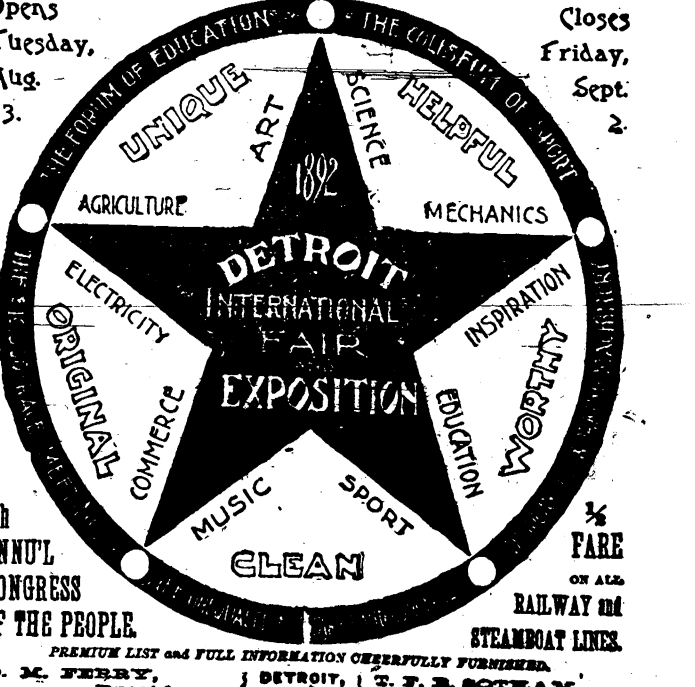 Opens
Tuesday,
Aug.
3.
Closes
Friday,
Sept.
2.
THE FORUM OF EDUCATION
THE COLISEUM OF SPORT
UNIQUE
ART
SCIENCE
HELPFUL
1892
AGRICULTURE
MECHANICS
DETROIT
INTERNATIONAL
FAIR
EXPOSITION
ELECTRICITY
INSPIRATION
ORIGINAL
WORTHY
COMMERCE
EDUCATION
MUSIC
SPORT
CLEAN
NNU'L
ONGRESS
F THE PEOPLE.
½
FARE
ON ALL
RAILWAY and
STEAMBOAT LINES.
PREMIUM LIST and FULL INFORMATION CHEERFULLY FURNISHED.
. M. FERRY,
DETROIT,